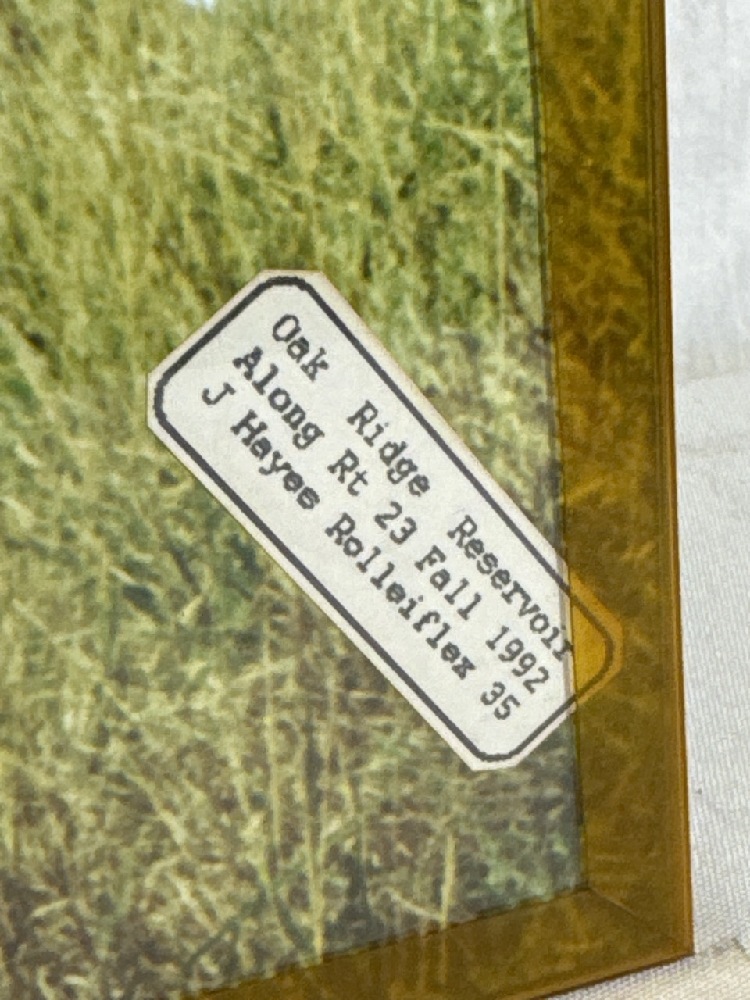 Oak Ridge Reservoir
Along Rt 23 Fall 1992
J Hayes Rolleiflex 35